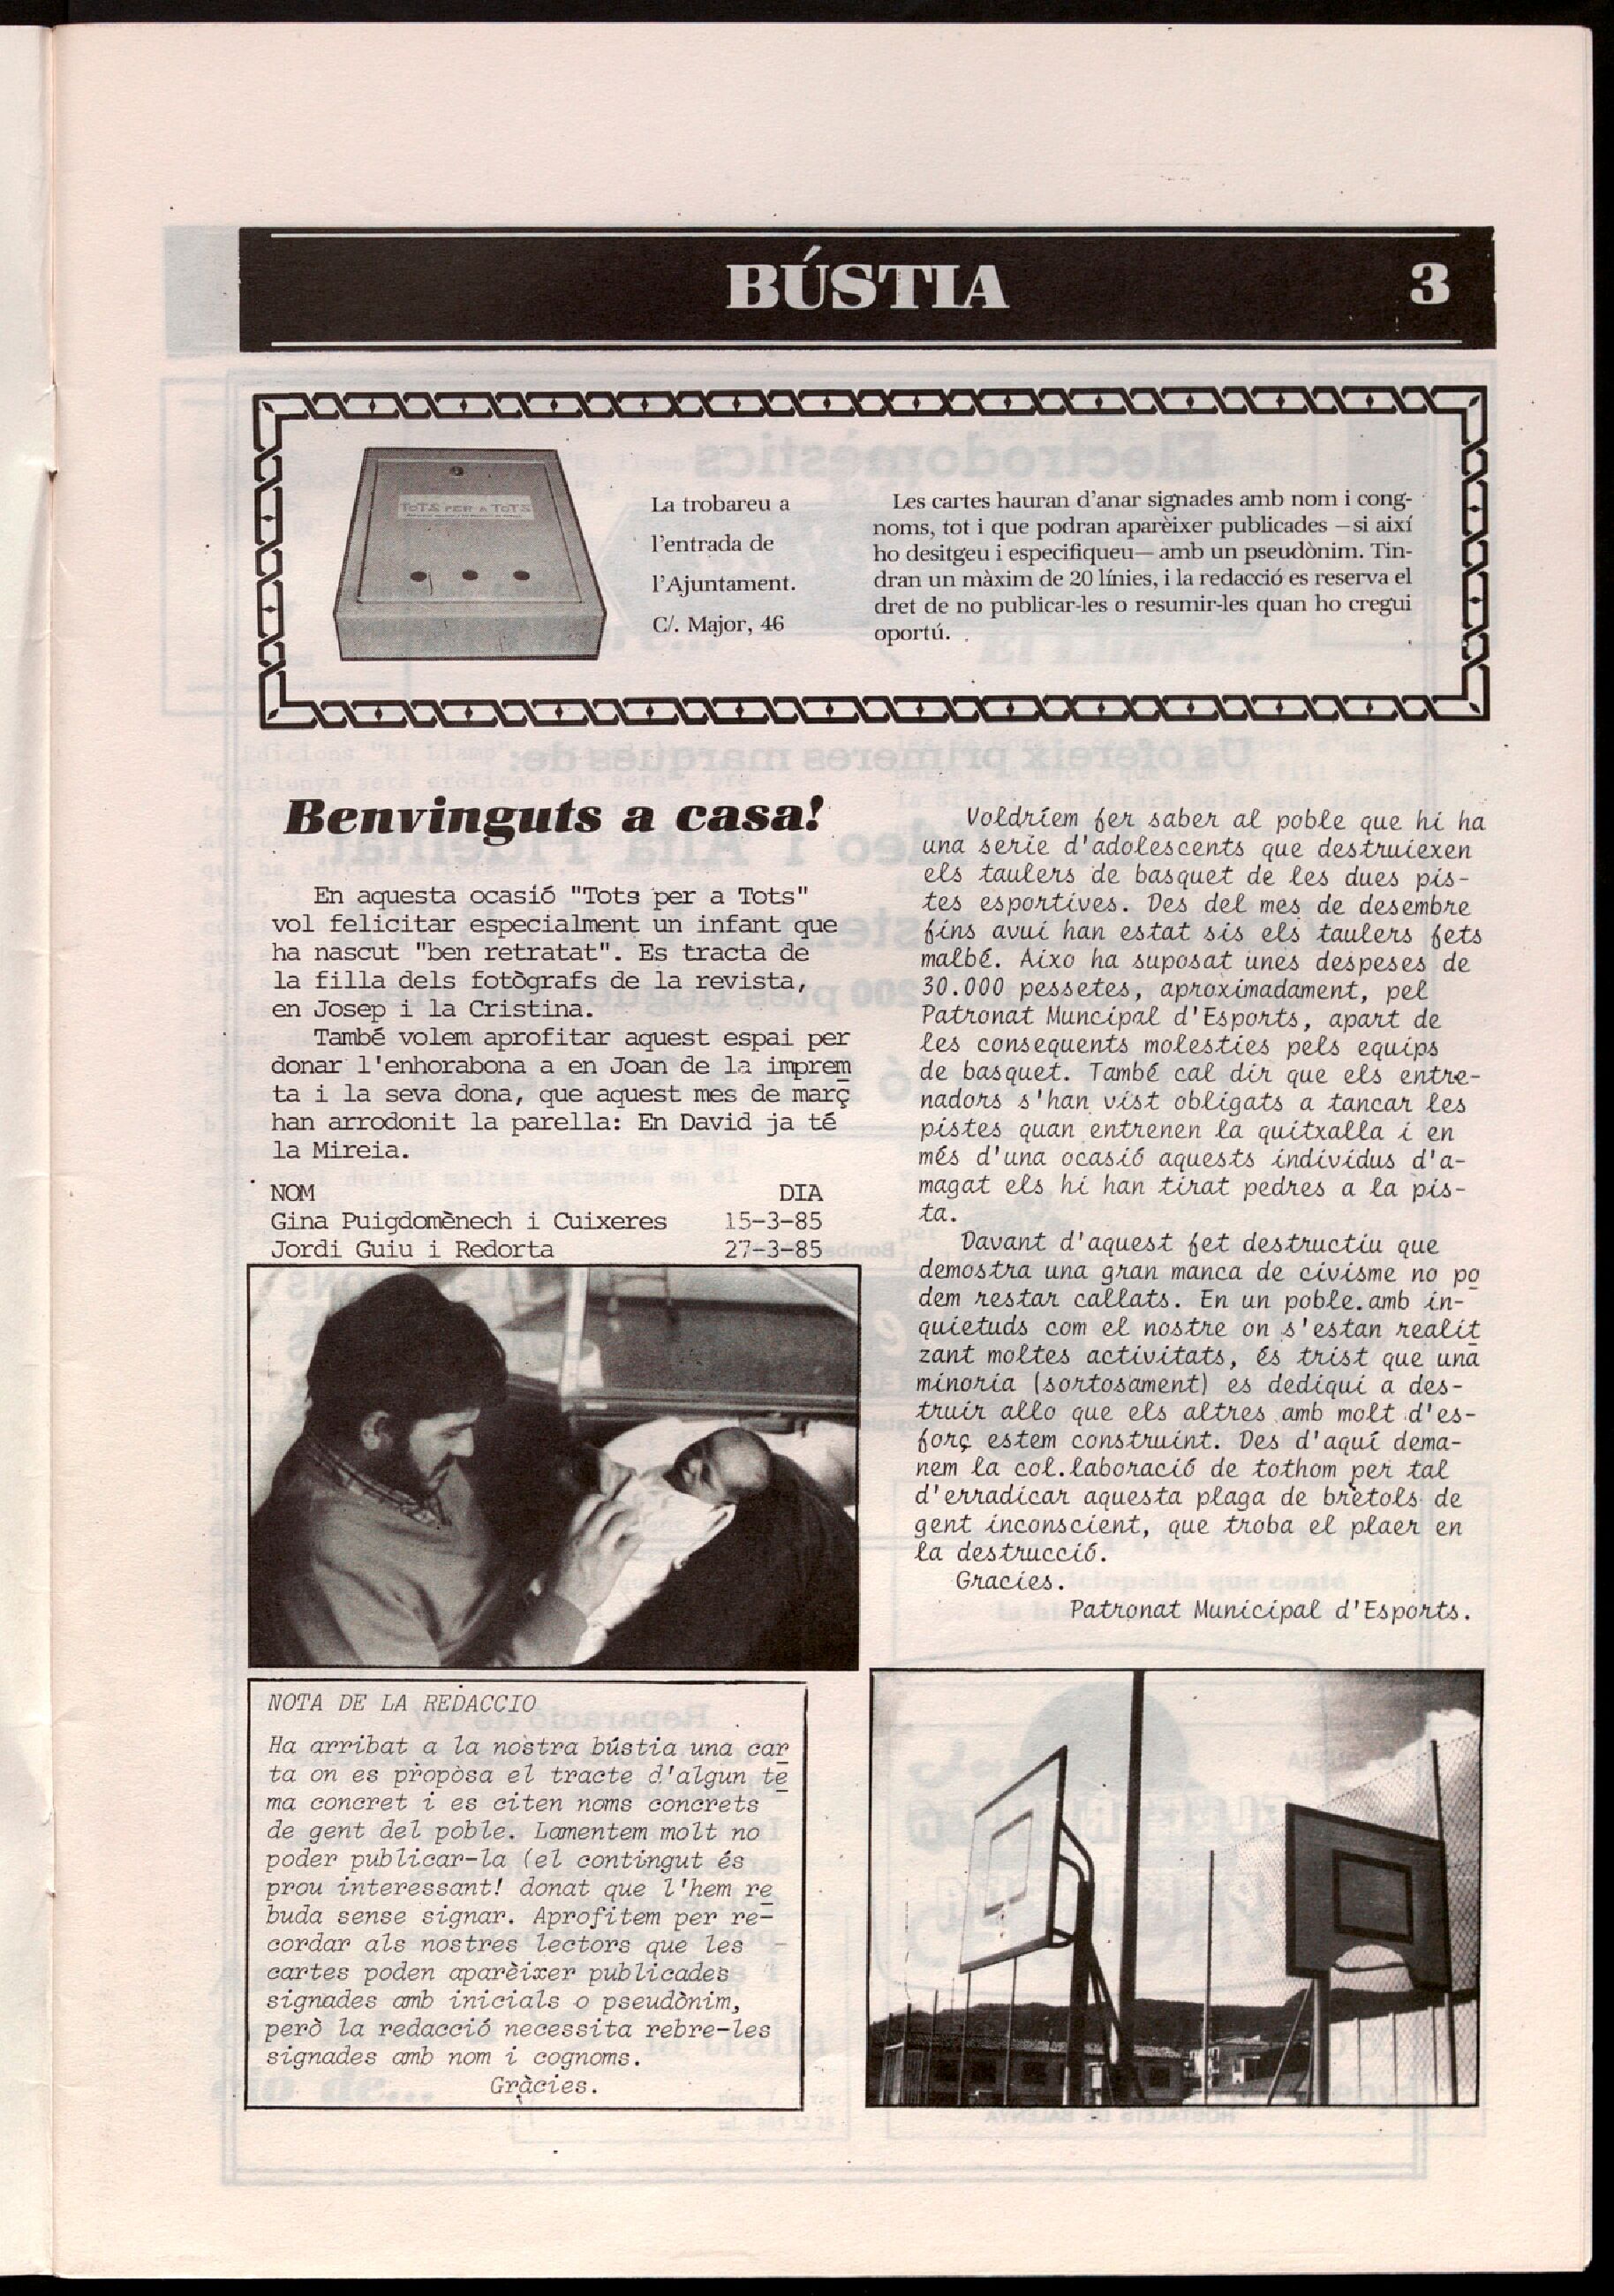 BÚSTIA
3
TOTS PER A TOTS
La trobareu a
l'entrada de
l'Ajuntament.
C/. Major, 46
Les cartes hauran d'anar signades amb nom i cong-
noms, tot i que podran aparèixer publicades —si així
ho desitgeu i especifiqueu— amb un pseudònim. Tin-
dran un màxim de 20 línies, i la redacció es reserva el
dret de no publicar-les o resumir-les quan ho cregui
oportú.
Benvinguts a casa!
En aquesta ocasió "Tots per a Tots"
vol felicitar especialment un infant que
ha nascut "ben retratat". Es tracta de
la filla dels fotògrafs de la revista,
en Josep i la Cristina.
També volem aprofitar aquest espai per
donar l'enhorabona a en Joan de la imprem
ta i la seva dona, que aquest mes de març
han arrodonit la parella: En David ja té
la Mireia.
NOM DIA
Gina Puigdomènech i Cuixeres 15-3-85
Jordi Guiu i Redorta 27-3-85
NOTA DE LA REDACCIO
Ha arribat a la nostra bústia una car
ta on es propòsa el tracte d'algun te
ma concret i es citen noms concrets
de gent del poble. Lamentem molt no
poder publicar-la (el contingut és
prou interessant! donat que l'hem re
buda sense signar. Aprofitem per re-
cordar als nostres lectors que les
cartes poden aparèixer publicades
signades amb inicials o pseudònim,
però la redacció necessita rebre-les
signades amb nom i cognoms.
Gràcies.
Voldríem fer saber al poble que hi ha
una serie d'adolescents que destruiexen
els taulers de basquet de les dues pis-
tes esportives. Des del mes de desembre
fins avui han estat sis els taulers fets
malbé. Aixo ha suposat unes despeses de
30.000 pessetes, aproximadament, pel
Patronat Muncipal d'Esports, apart de
les consequents molesties pels equips
de basquet. També cal dir que els entre-
nadors s'han vist obligats a tancar les
pistes quan entrenen la quitxalla i en
més d'una ocasió aquests individus d'a-
magat els hi han tirat pedres a la pis-
ta.
Davant d'aquest fet destructiu que
demostra una gran manca de civisme no po
dem restar callats. En un poble.amb in-
quietuds com el nostre on s'estan realit
zant moltes activitats, és trist que una
minoria (sortosament) es dediqui a des-
truir allo que els altres amb molt d'es-
forç estem construint. Des d'aquí dema-
nem la col.laboració de tothom per tal
d'erradicar aquesta plaga de brètols de
gent inconscient, que troba el plaer en
la destrucció.
Gracies.
Patronat Municipal d'Esports.